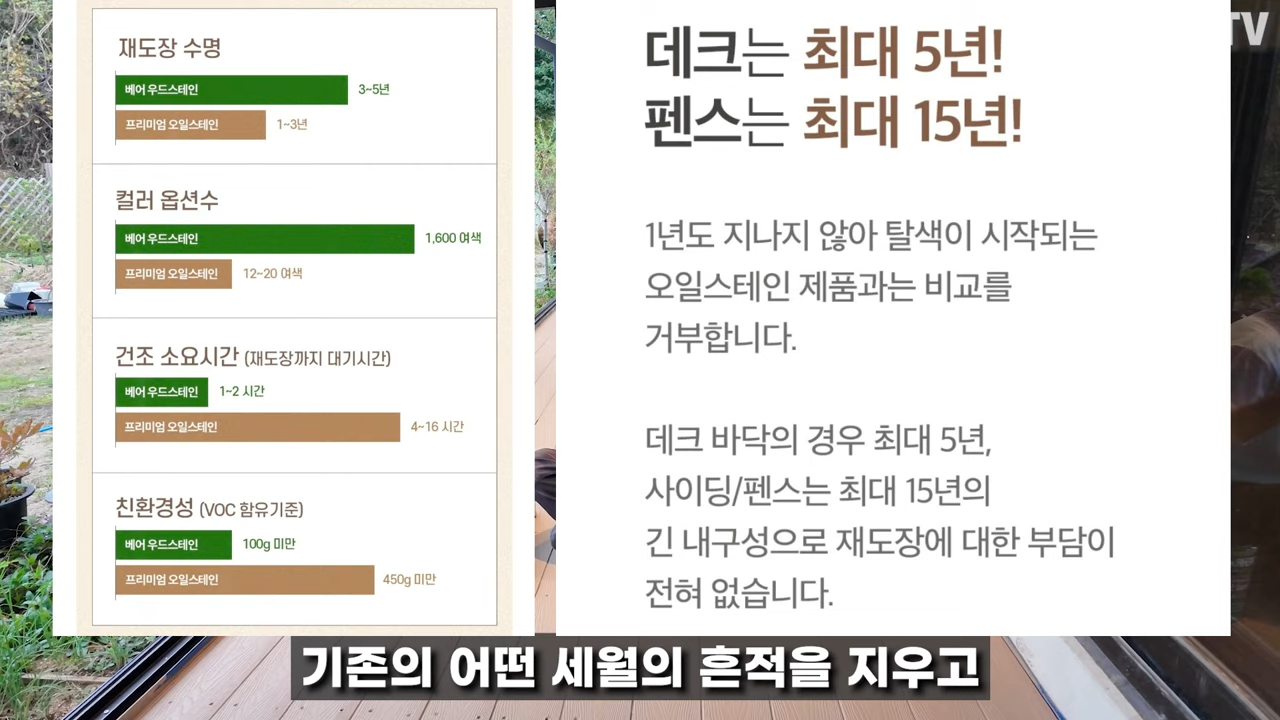 재도장 수명
베어 우드스테인 3~5년
프리미엄 오일스테인 1~3년
컬러 옵션수
베어 우드스테인 1,600 여색
프리미엄 오일스테인 12~20 여색
건조 소요시간 (재도장까지 대기시간)
베어 우드스테인 1~2 시간
프리미엄 오일스테인 4~16 시간
친환경성 (VOC 함유기준)
베어 우드스테인 100g 미만
프리미엄 오일스테인 450g 미만
TV
데크는 최대 5년!
펜스는 최대 15년!
1년도 지나지 않아 탈색이 시작되는
오일스테인 제품과는 비교를
거부합니다.
데크 바닥의 경우 최대 5년,
사이딩/펜스는 최대 15년의
긴 내구성으로 재도장에 대한 부담이
전혀 없습니다.
기존의 어떤 세월의 흔적을 지우고